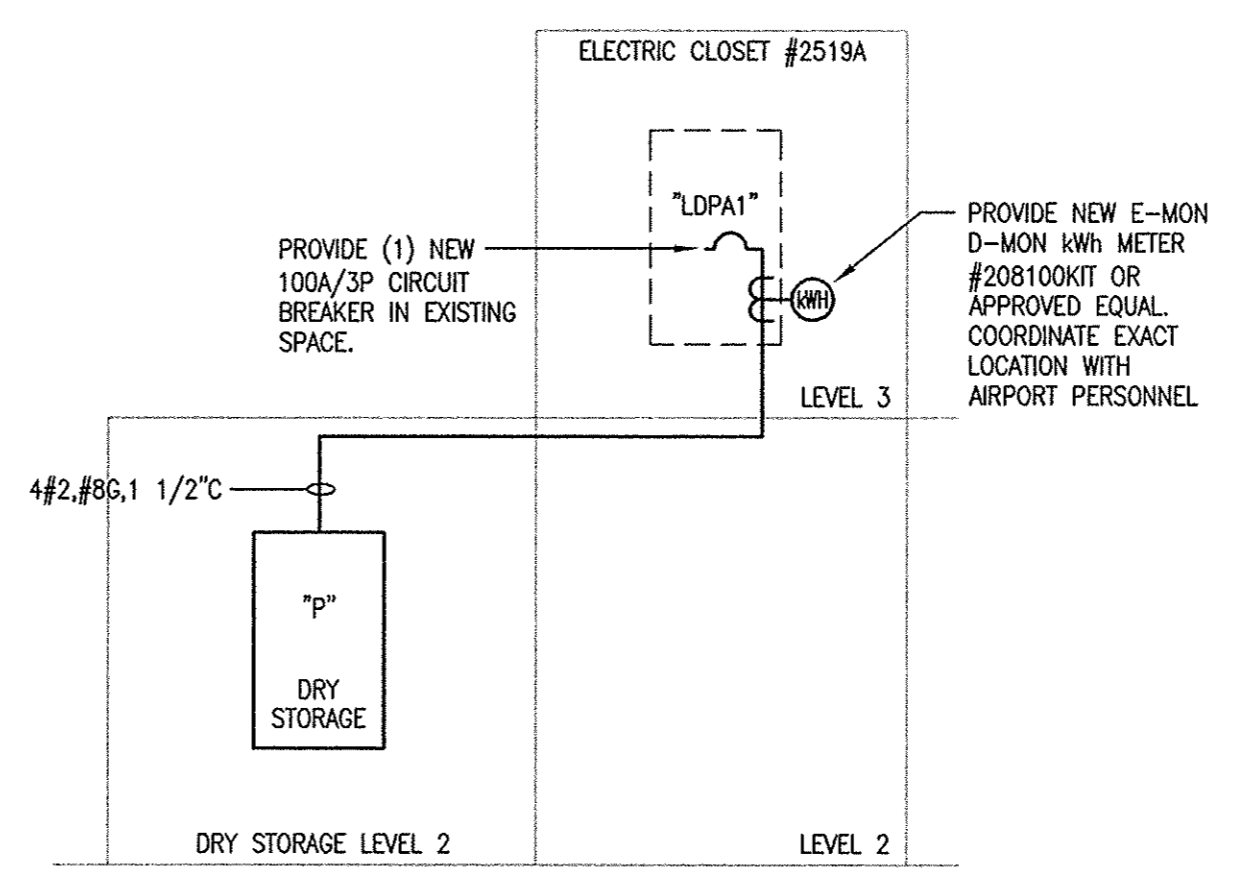 ELECTRIC CLOSET #2519A
"LDPA1"
PROVIDE (1) NEW
100A/3P CIRCUIT
BREAKER IN EXISTING
SPACE.
kWH
PROVIDE NEW E-MON
D-MON kWh METER
#208100KIT OR
APPROVED EQUAL.
COORDINATE EXACT
LOCATION WITH
AIRPORT PERSONNEL
LEVEL 3
4#2,#8G,1 1/2"C
"P"
DRY
STORAGE
DRY STORAGE LEVEL 2
LEVEL 2